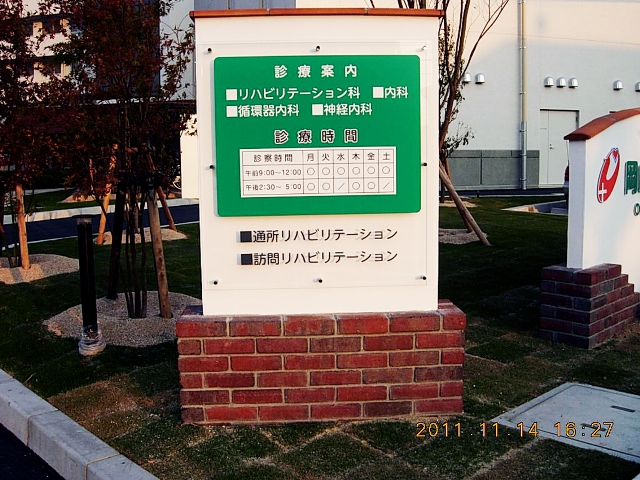 診療案内
■リハビリテーション科 ■内科
■循環器内科 ■神経内科
診療時間
診察時間 月 火 水 木 金 土
午前9:00〜12:00 ○ ○ ○ ○ ○ ○
午後2:30〜 5:00 ○ ○ ／ ○ ○ ／
■通所リハビリテーション
■訪問リハビリテーション
2011.11.14 16:27